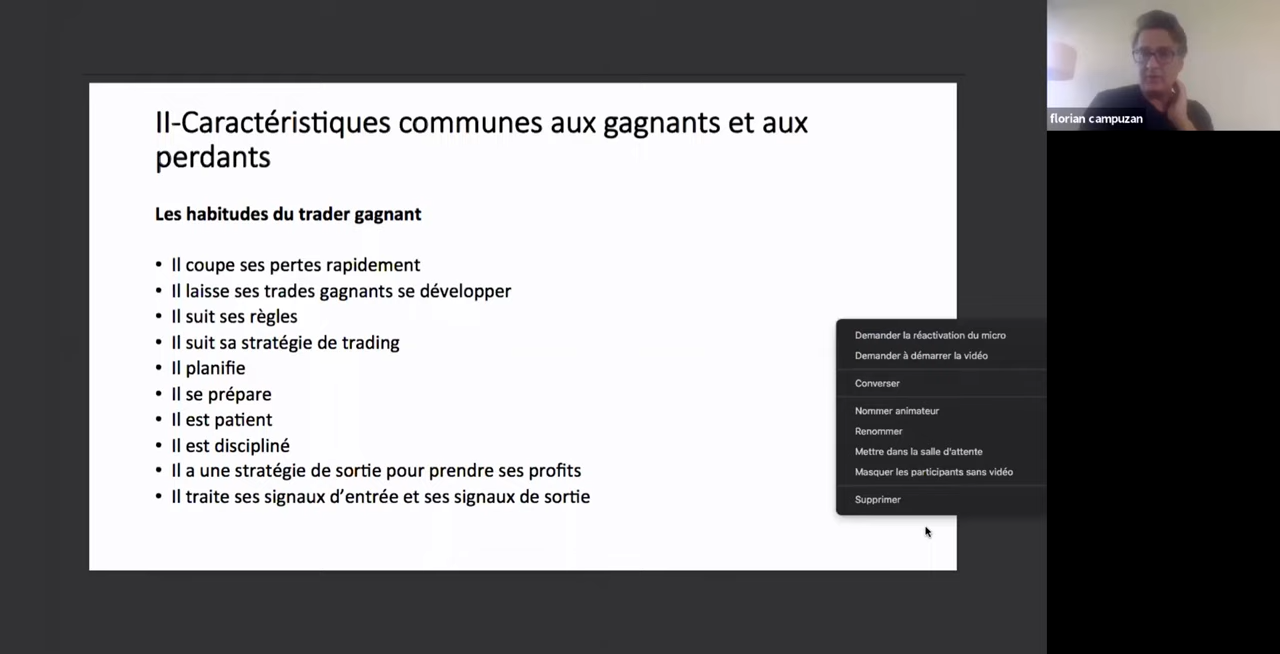 II-Caractéristiques communes aux gagnants et aux
perdants
Les habitudes du trader gagnant
• Il coupe ses pertes rapidement
• Il laisse ses trades gagnants se développer
• Il suit ses règles
• Il suit sa stratégie de trading
• Il planifie
• Il se prépare
• Il est patient
• Il est discipliné
• Il a une stratégie de sortie pour prendre ses profits
• Il traite ses signaux d’entrée et ses signaux de sortie
Demander la réactivation du micro
Demander à démarrer la vidéo
Converser
Nommer animateur
Renommer
Mettre dans la salle d'attente
Masquer les participants sans vidéo
Supprimer
florian campuzan